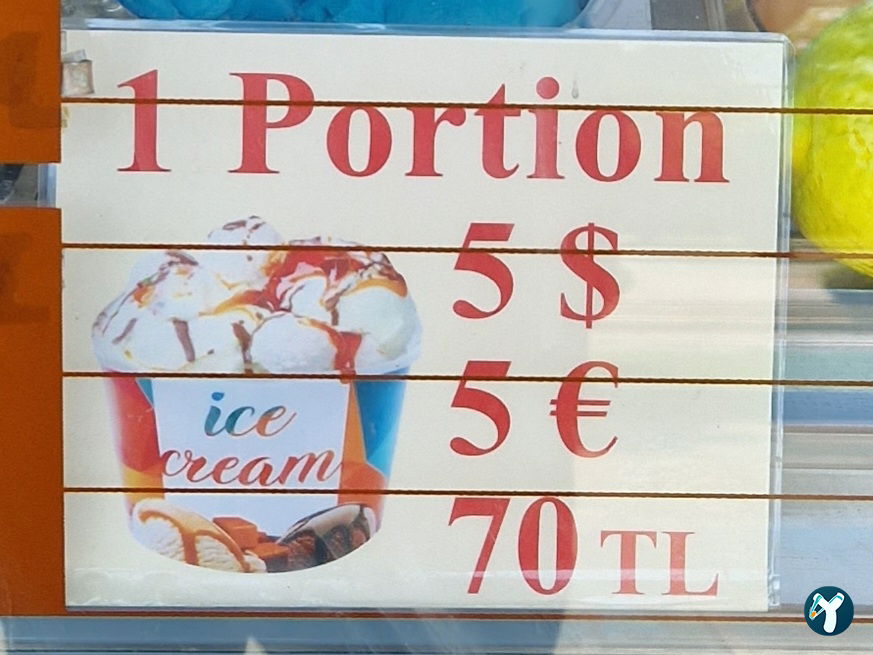 1 Portion
5 $
5 €
70 TL
ice
cream